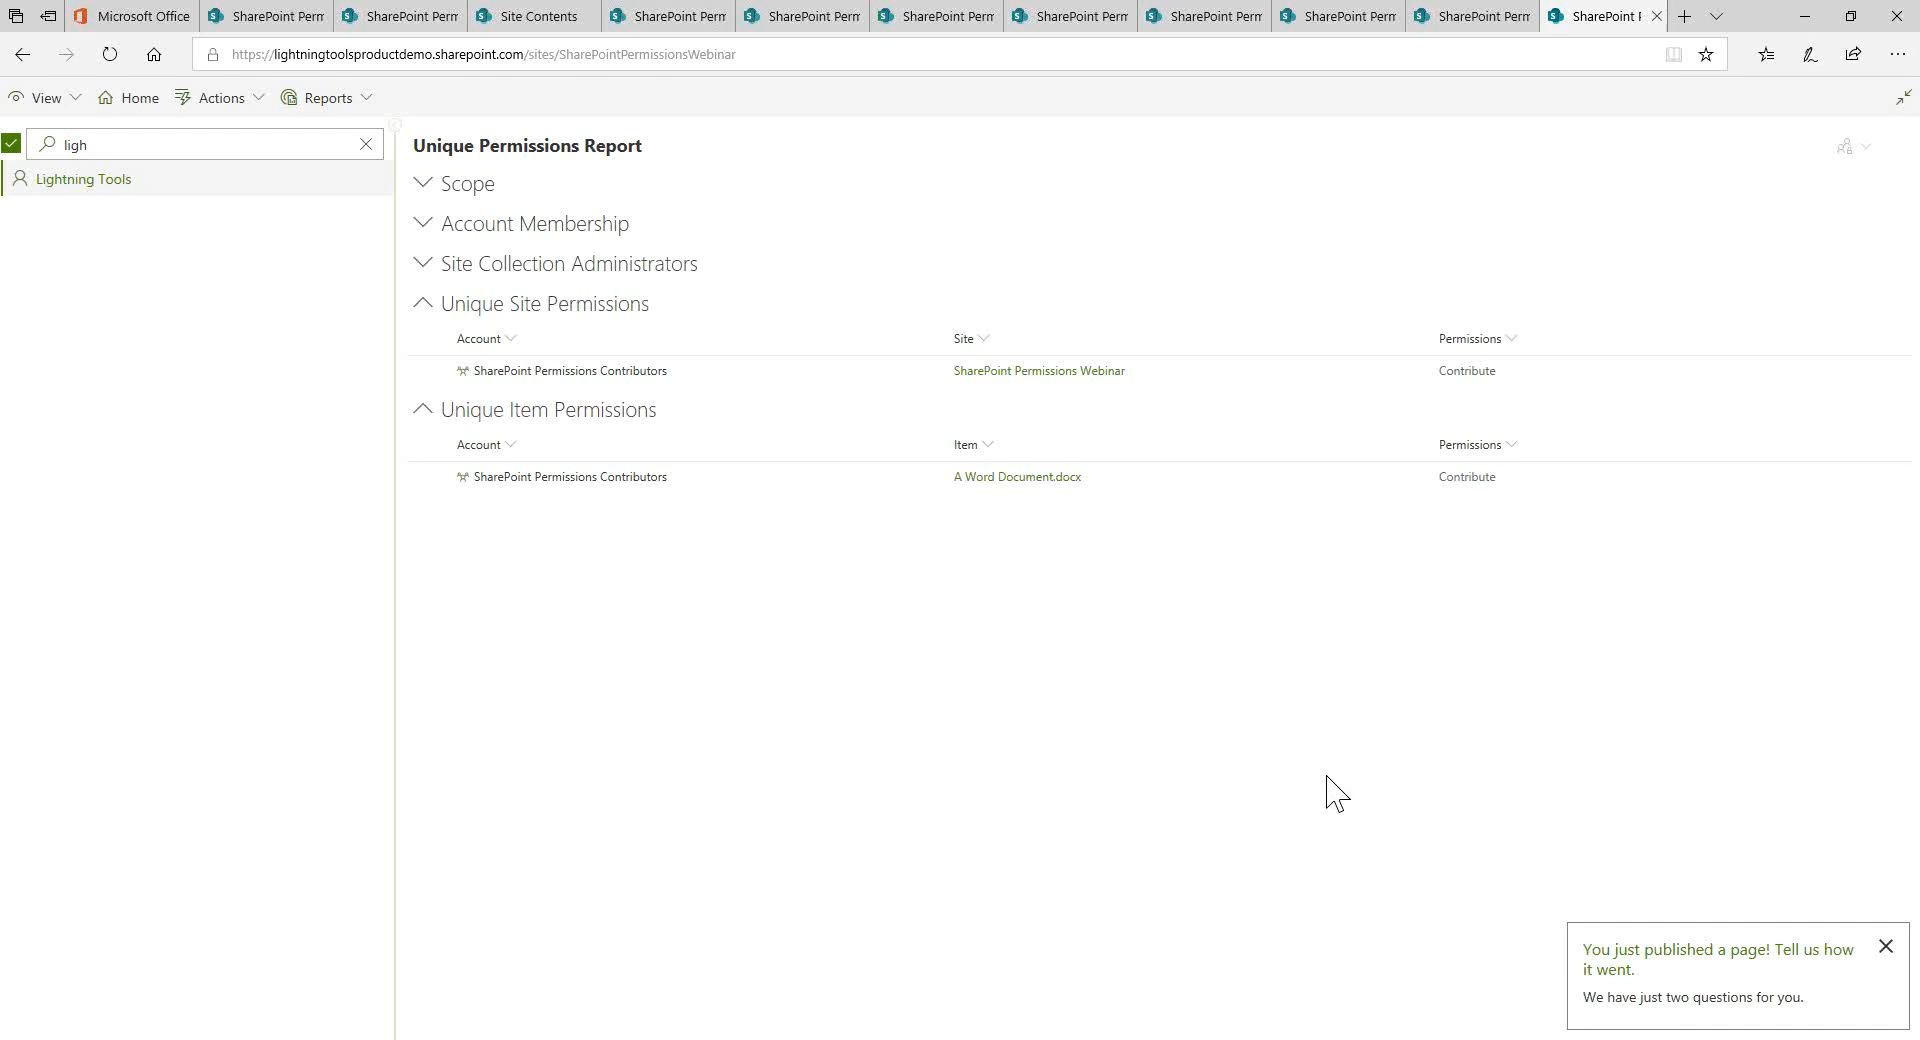 Microsoft Office
SharePoint Perm
SharePoint Perm
Site Contents
SharePoint Perm
SharePoint Perm
SharePoint Perm
SharePoint Perm
SharePoint Perm
SharePoint Perm
SharePoint Perm
SharePoint F
https://lightningtoolsproductdemo.sharepoint.com/sites/SharePointPermissionsWebinar
View Home Actions Reports
ligh
Lightning Tools
Unique Permissions Report
Scope
Account Membership
Site Collection Administrators
Unique Site Permissions
Account Site Permissions
SharePoint Permissions Contributors SharePoint Permissions Webinar Contribute
Unique Item Permissions
Account Item Permissions
SharePoint Permissions Contributors A Word Document.docx Contribute
You just published a page! Tell us how
it went.
We have just two questions for you.